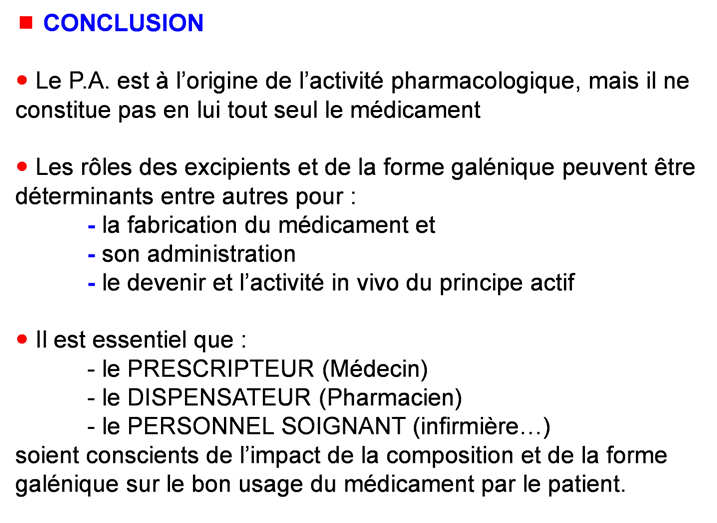 ■ CONCLUSION
• Le P.A. est à l’origine de l’activité pharmacologique, mais il ne
constitue pas en lui tout seul le médicament
• Les rôles des excipients et de la forme galénique peuvent être
déterminants entre autres pour :
- la fabrication du médicament et
- son administration
- le devenir et l’activité in vivo du principe actif
• Il est essentiel que :
- le PRESCRIPTEUR (Médecin)
- le DISPENSATEUR (Pharmacien)
- le PERSONNEL SOIGNANT (infirmière…)
soient conscients de l’impact de la composition et de la forme
galénique sur le bon usage du médicament par le patient.